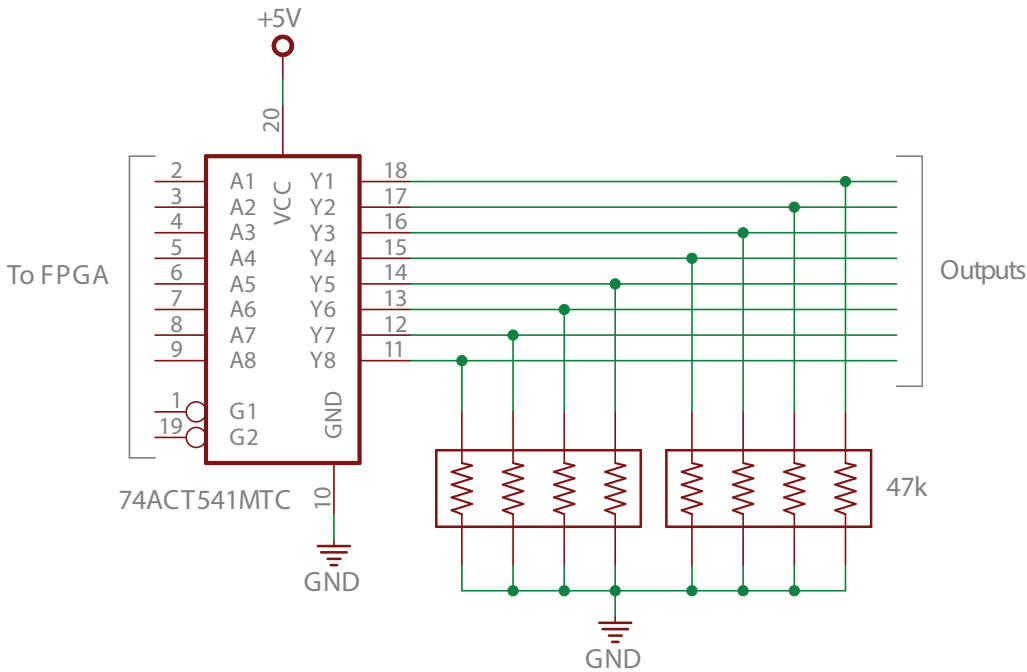 +5V
20
2 A1 VCC Y1 18
3 A2 Y2 17
4 A3 Y3 16
5 A4 Y4 15
6 A5 Y5 14
7 A6 Y6 13
8 A7 Y7 12
9 A8 Y8 11
To FPGA
Outputs
1 G1 GND
19 G2
74ACT541MTC
10
GND
47k
GND